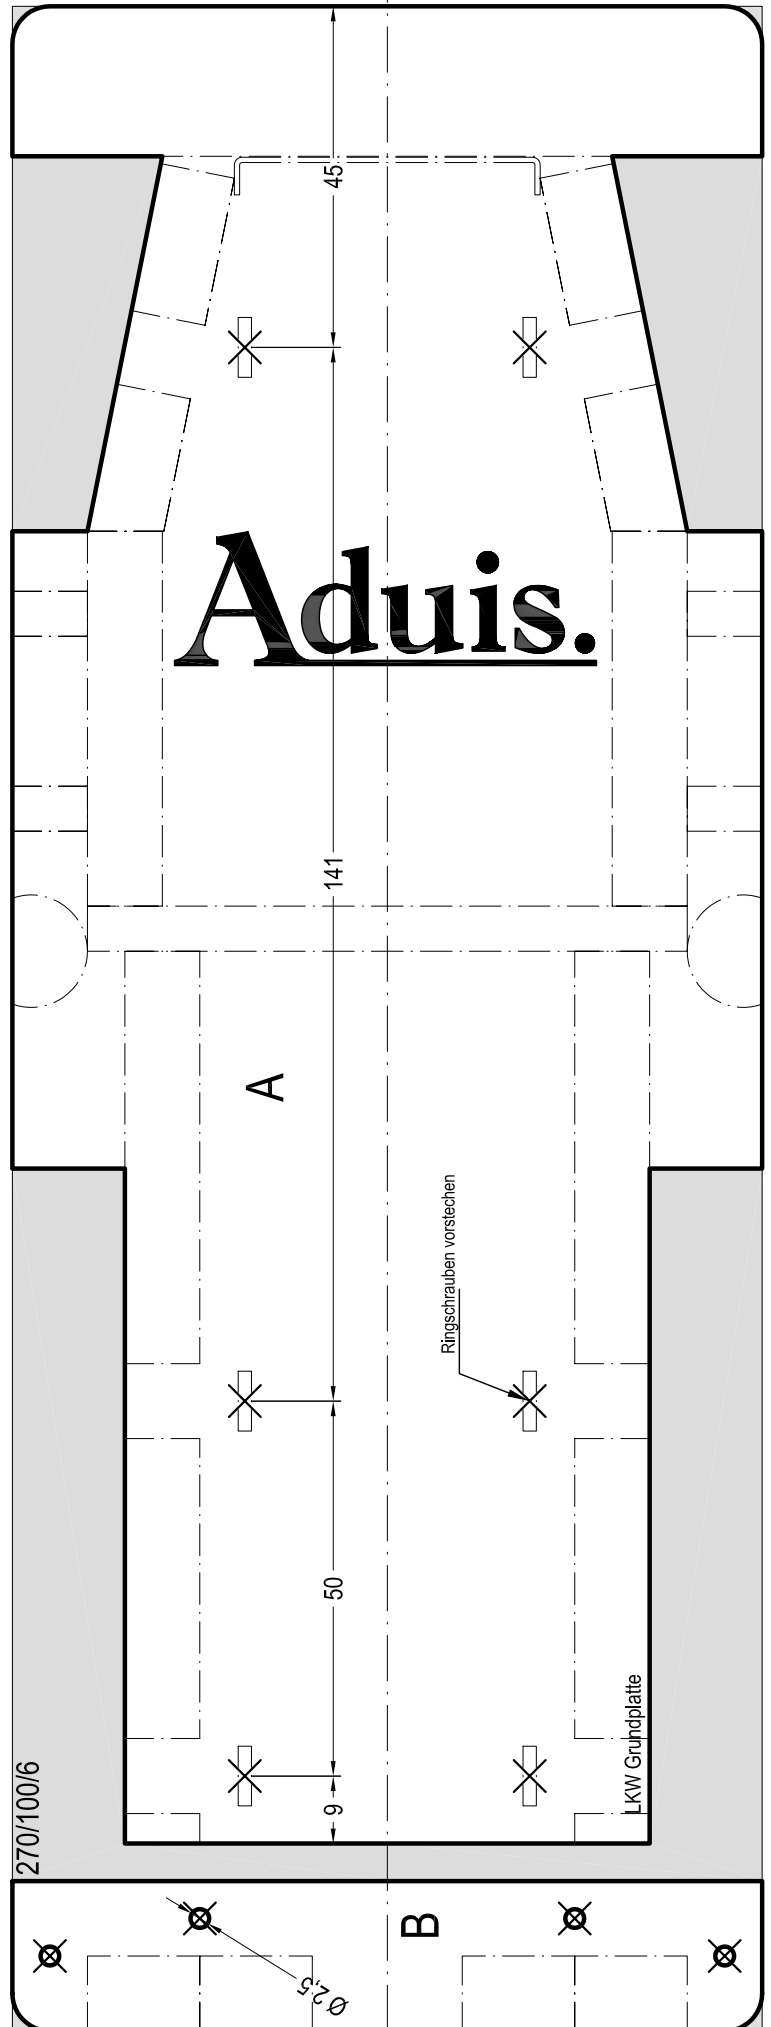 45
Aduis.
141
A
Ringschrauben vorstechen
50
LKW Grundplatte
270/100/6
9
B
Ø 2,5